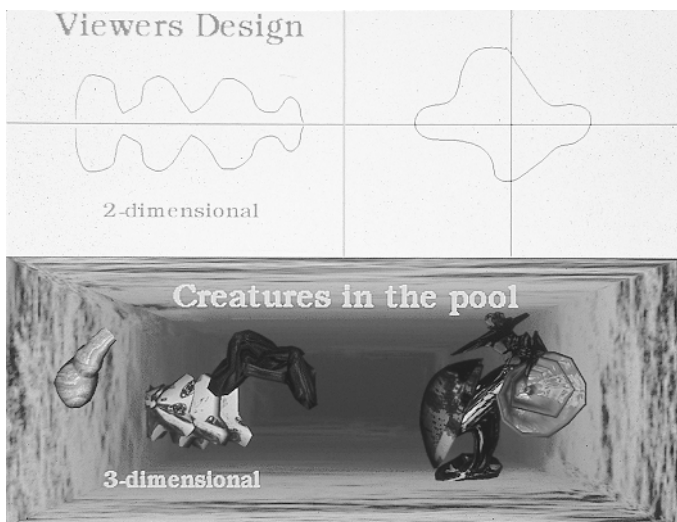 Viewers Design
2-dimensional
Creatures in the pool
3-dimensional